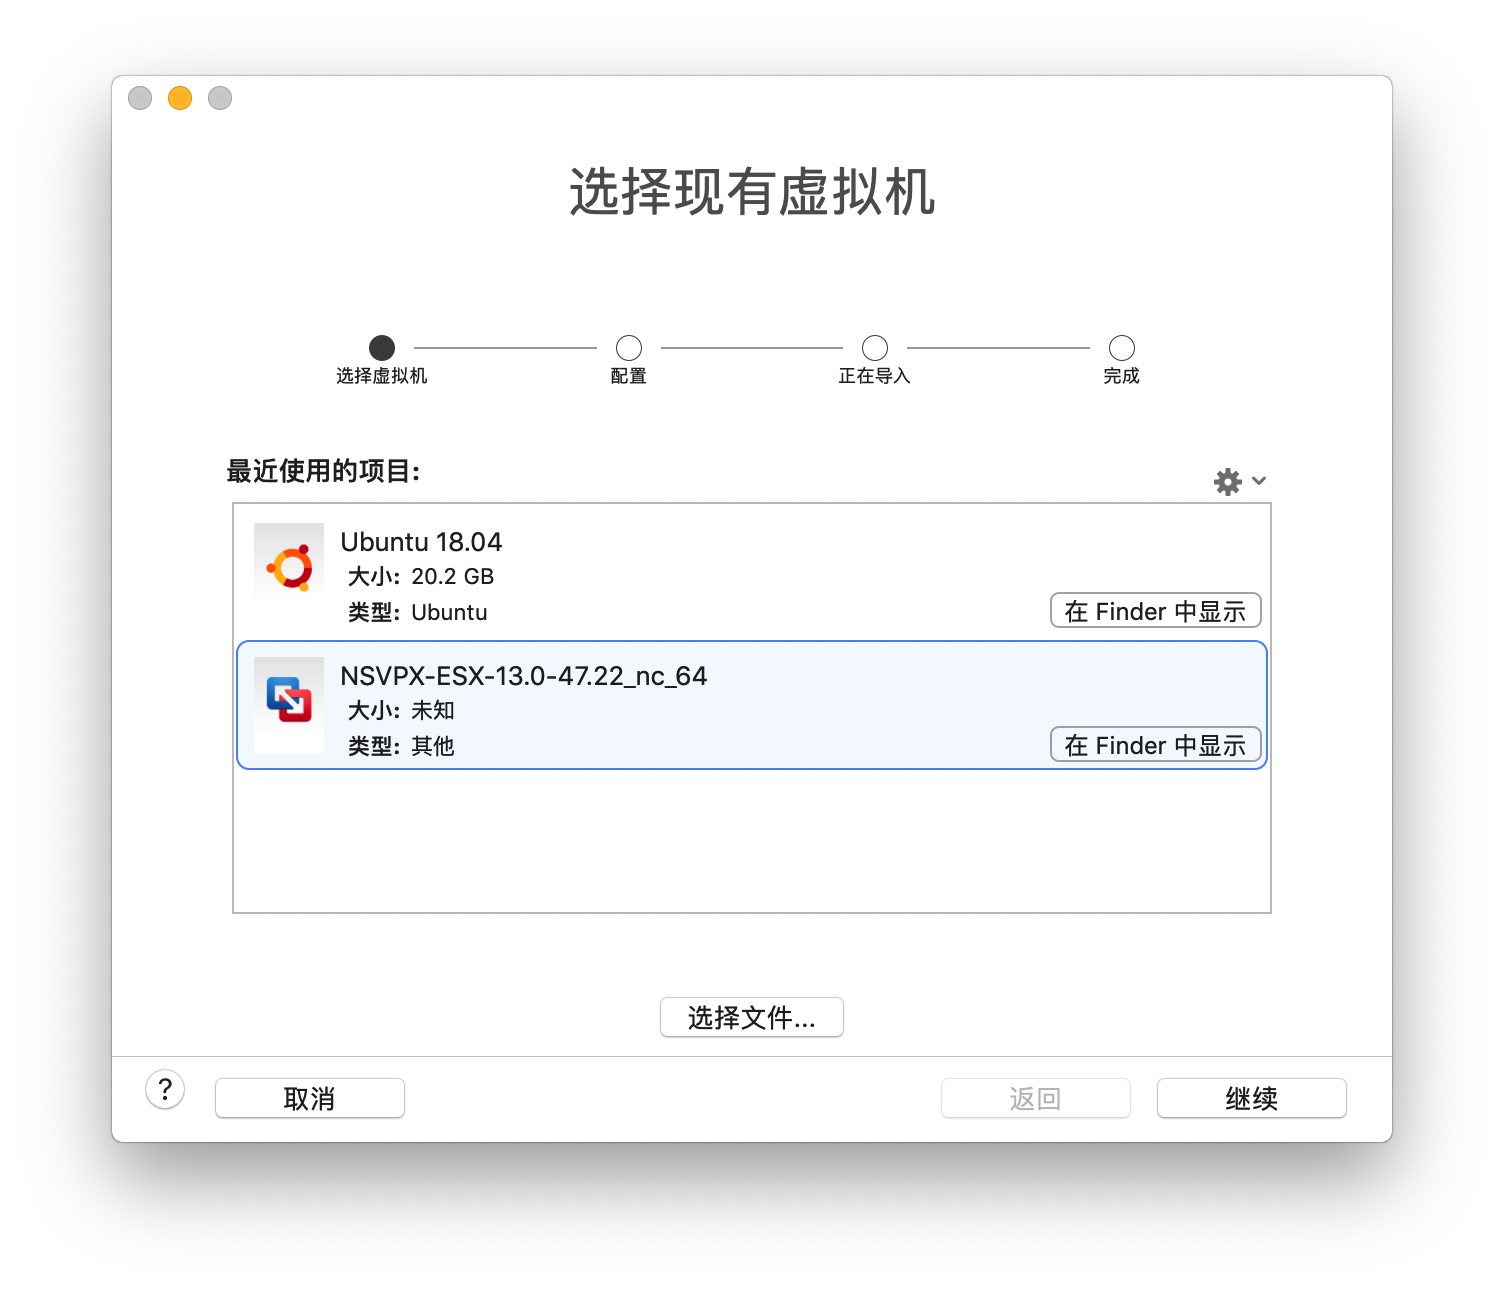 选择现有虚拟机
选择虚拟机
配置
正在导入
完成
最近使用的项目:
Ubuntu 18.04
大小: 20.2 GB
类型: Ubuntu
在 Finder 中显示
NSVPX-ESX-13.0-47.22_nc_64
大小: 未知
类型: 其他
在 Finder 中显示
选择文件...
?
取消
返回
继续